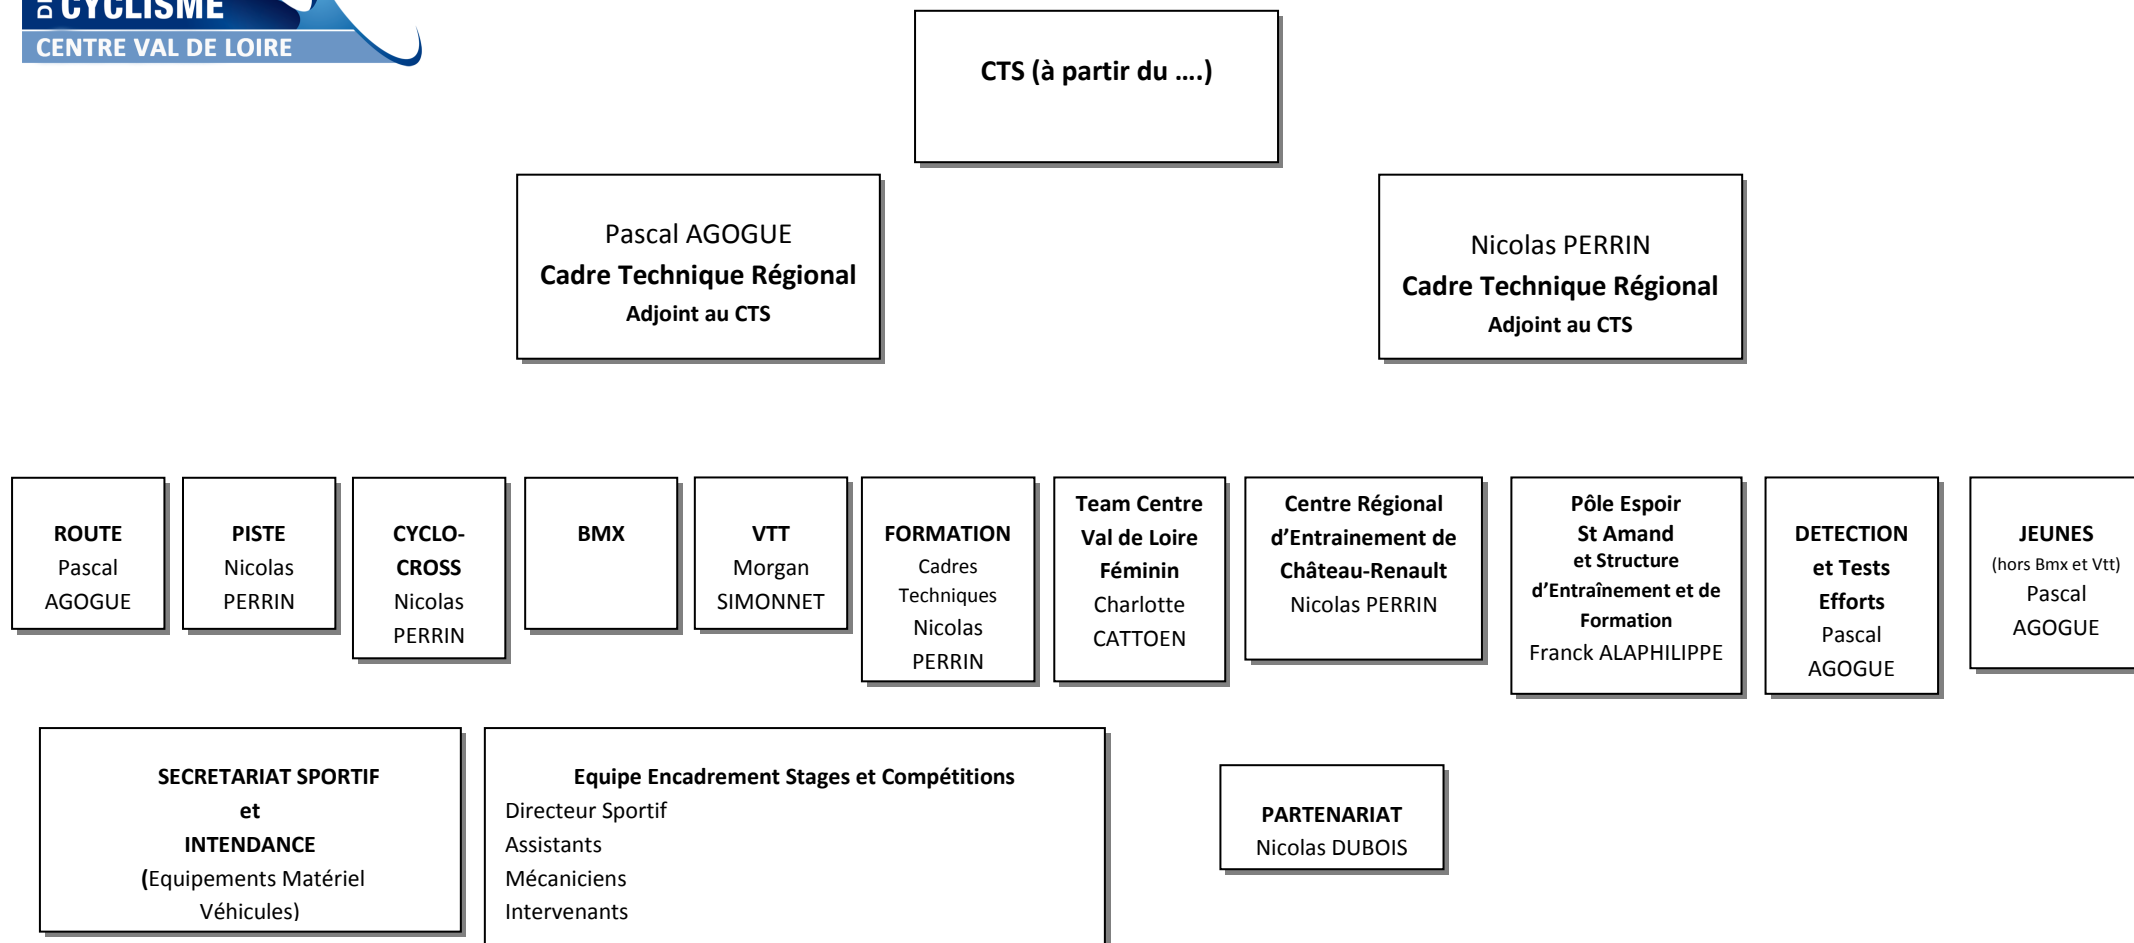 CYCLISME
CENTRE VAL DE LOIRE
CTS (à partir du ….)
Pascal AGOGUE
Cadre Technique Régional
Adjoint au CTS
Nicolas PERRIN
Cadre Technique Régional
Adjoint au CTS
ROUTE
Pascal
AGOGUE
PISTE
Nicolas
PERRIN
CYCLO-
CROSS
Nicolas
PERRIN
BMX
VTT
Morgan
SIMONNET
FORMATION
Cadres
Techniques
Nicolas
PERRIN
Team Centre
Val de Loire
Féminin
Charlotte
CATTOEN
Centre Régional
d’Entrainement de
Château-Renault
Nicolas PERRIN
Pôle Espoir
St Amand
et Structure
d’Entraînement et de
Formation
Franck ALAPHILIPPE
DETECTION
et Tests
Efforts
Pascal
AGOGUE
JEUNES
(hors Bmx et Vtt)
Pascal
AGOGUE
SECRETARIAT SPORTIF
et
INTENDANCE
(Equipements Matériel
Véhicules)
Equipe Encadrement Stages et Compétitions
Directeur Sportif
Assistants
Mécaniciens
Intervenants
PARTENARIAT
Nicolas DUBOIS